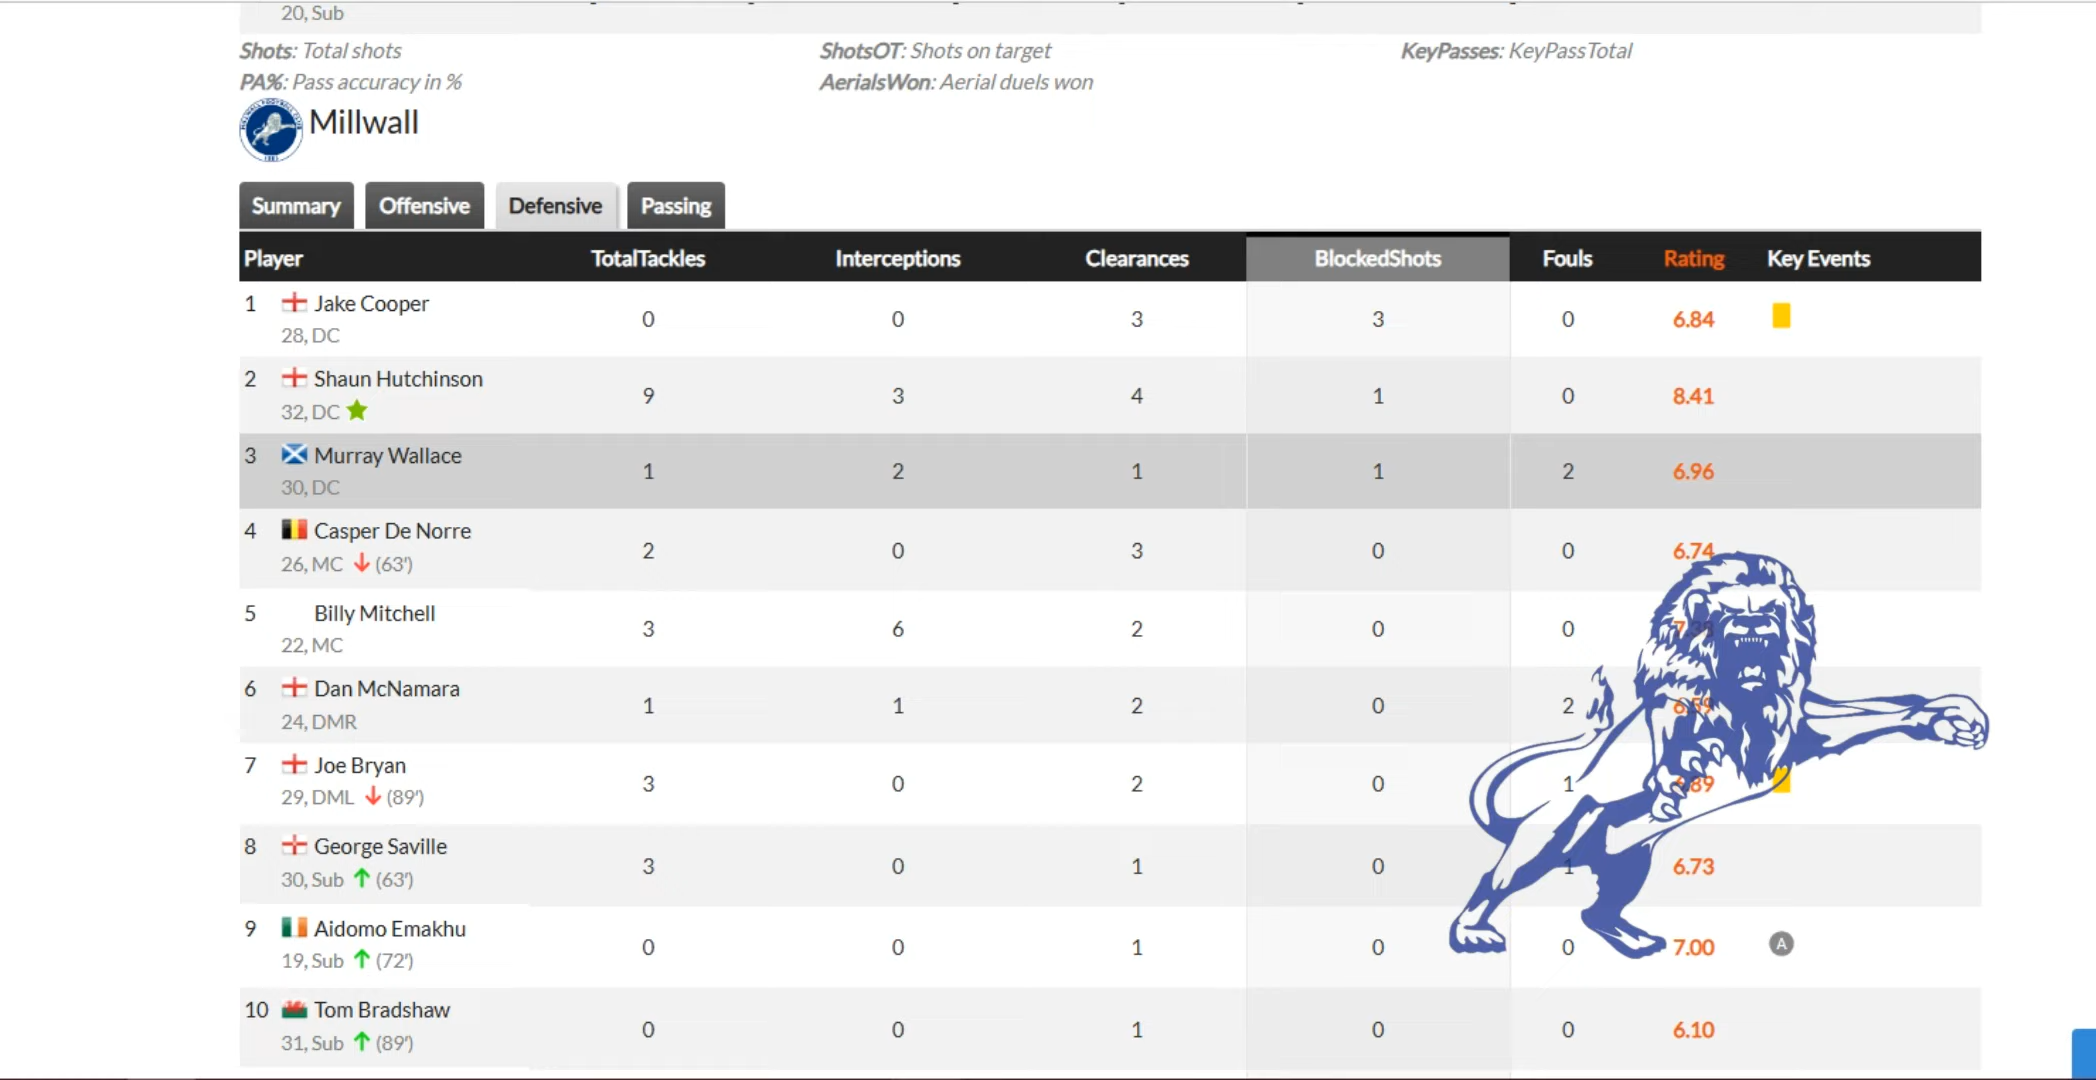 20, Sub
Shots: Total shots ShotsOT: Shots on target KeyPasses: KeyPassTotal
PA%: Pass accuracy in % AerialsWon: Aerial duels won
Millwall
Summary Offensive Defensive Passing
Player TotalTackles Interceptions Clearances BlockedShots Fouls Rating Key Events
1 Jake Cooper 0 0 3 3 0 6.84
28, DC
2 Shaun Hutchinson 9 3 4 1 0 8.41
32, DC
3 Murray Wallace 1 2 1 1 2 6.96
30, DC
4 Casper De Norre 2 0 3 0 0 6.74
26, MC (63')
5 Billy Mitchell 3 6 2 0 0
22, MC
6 Dan McNamara 1 1 2 0 2
24, DMR
7 Joe Bryan 3 0 2 0 1
29, DML (89')
8 George Saville 3 0 1 0 1 6.73
30, Sub (63')
9 Aidomo Emakhu 0 0 1 0 0 7.00 A
19, Sub (72')
10 Tom Bradshaw 0 0 1 0 0 6.10
31, Sub (89')